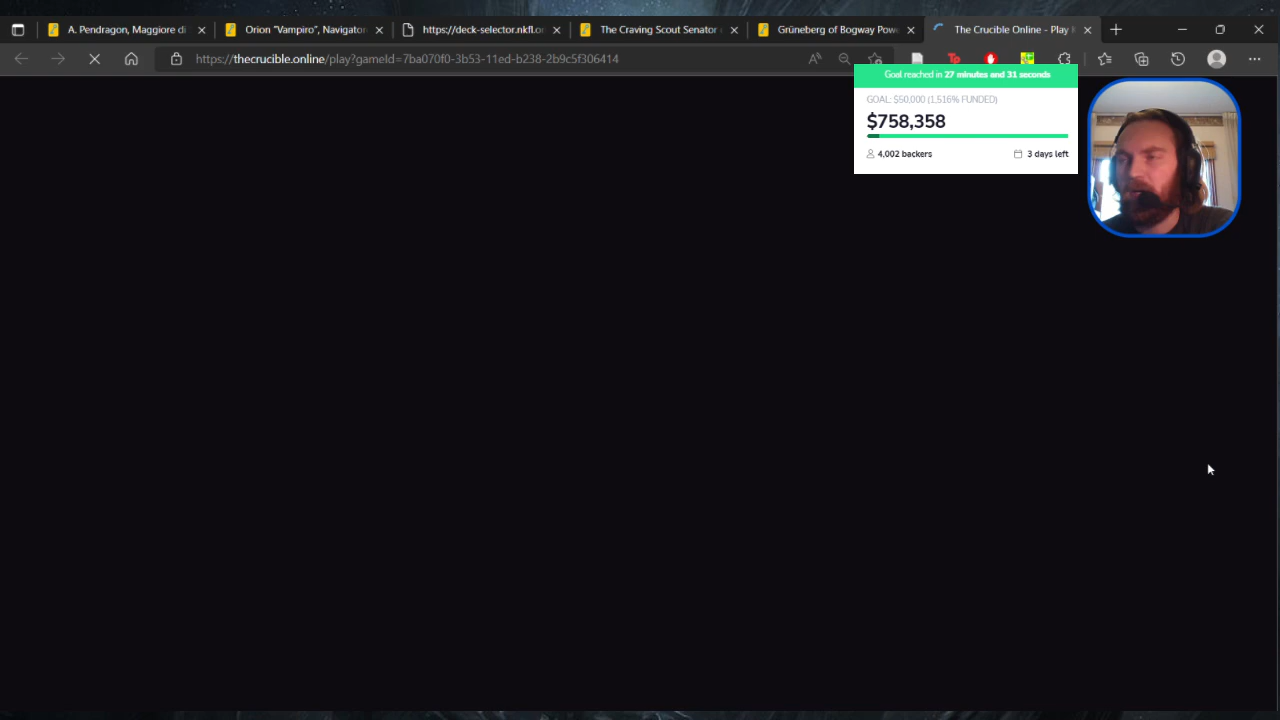 A. Pendragon, Maggiore di
Orion "Vampiro", Navigator
https://deck-selector.nkfl.or
The Craving Scout Senator
Grüneberg of Bogway Pow
The Crucible Online - Play
https://thecrucible.online/play?gameId=7ba070f0-3b53-11ed-b238-2b9c5f306414
Tp
Goal reached in 27 minutes and 31 seconds
GOAL: $50,000 (1,516% FUNDED)
$758,358
4,002 backers
3 days left